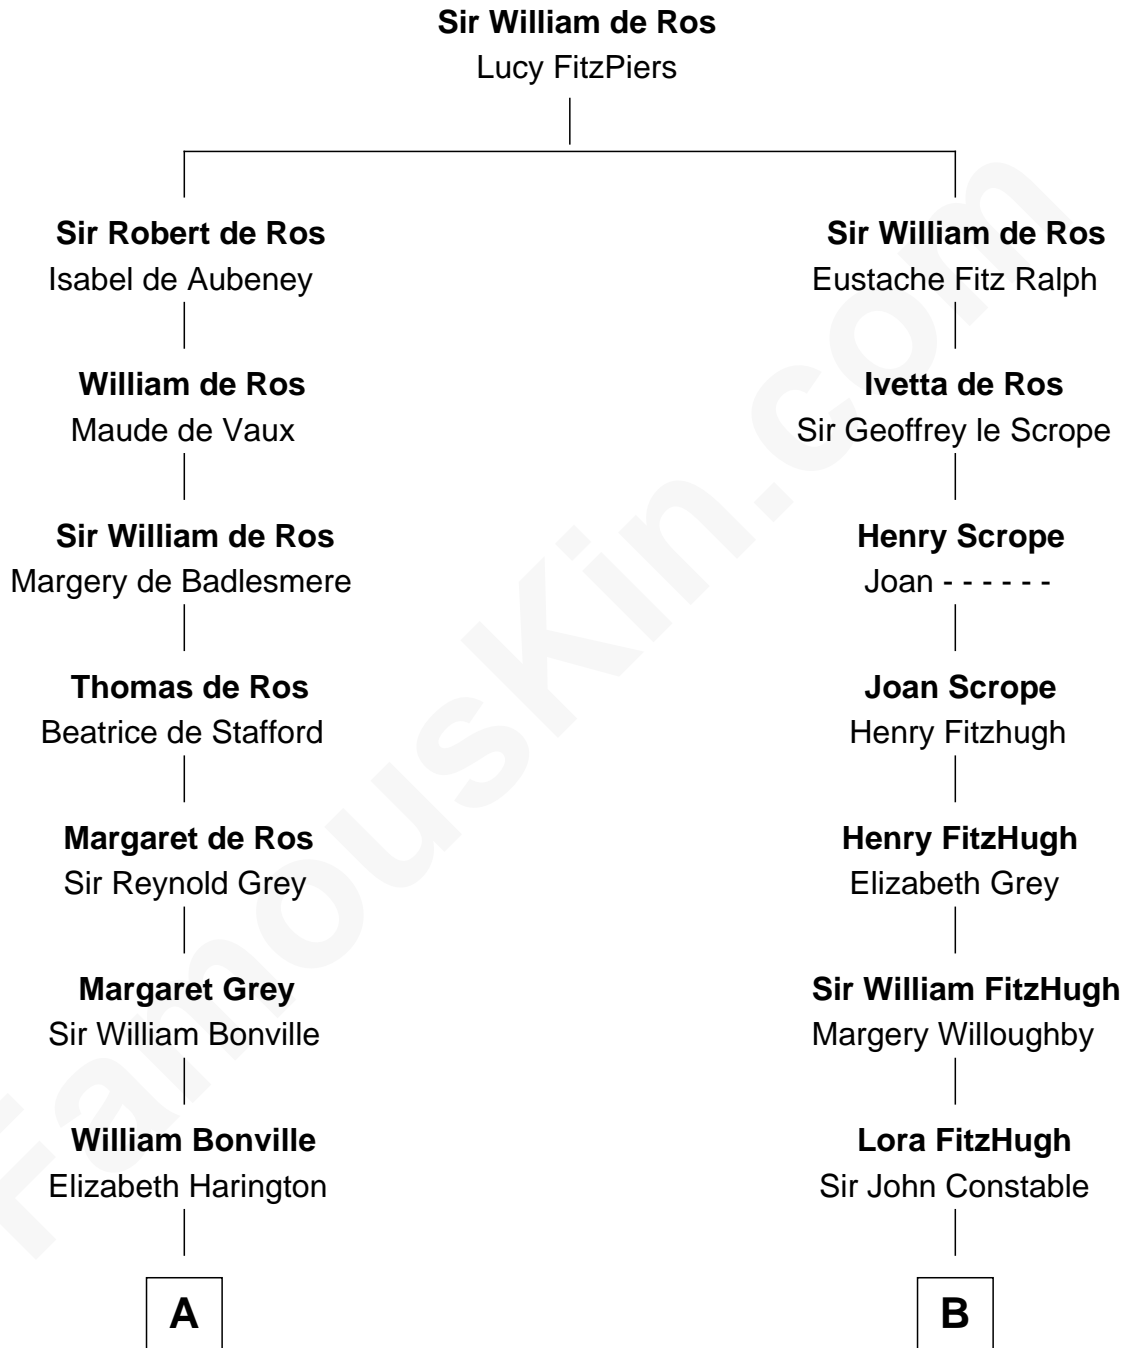 Sir William de Ros
Lucy FitzPiers
Sir Robert de Ros
Isabel de Aubeney
Sir William de Ros
Eustache Fitz Ralph
William de Ros
Maude de Vaux
Ivetta de Ros
Sir Geoffrey le Scrope
Sir William de Ros
Margery de Badlesmere
Henry Scrope
Joan - - - - - -
Thomas de Ros
Beatrice de Stafford
Joan Scrope
Henry Fitzhugh
Margaret de Ros
Sir Reynold Grey
Henry FitzHugh
Elizabeth Grey
Margaret Grey
Sir William Bonville
Sir William FitzHugh
Margery Willoughby
William Bonville
Elizabeth Harington
Lora FitzHugh
Sir John Constable
A
B
FamousKin.com